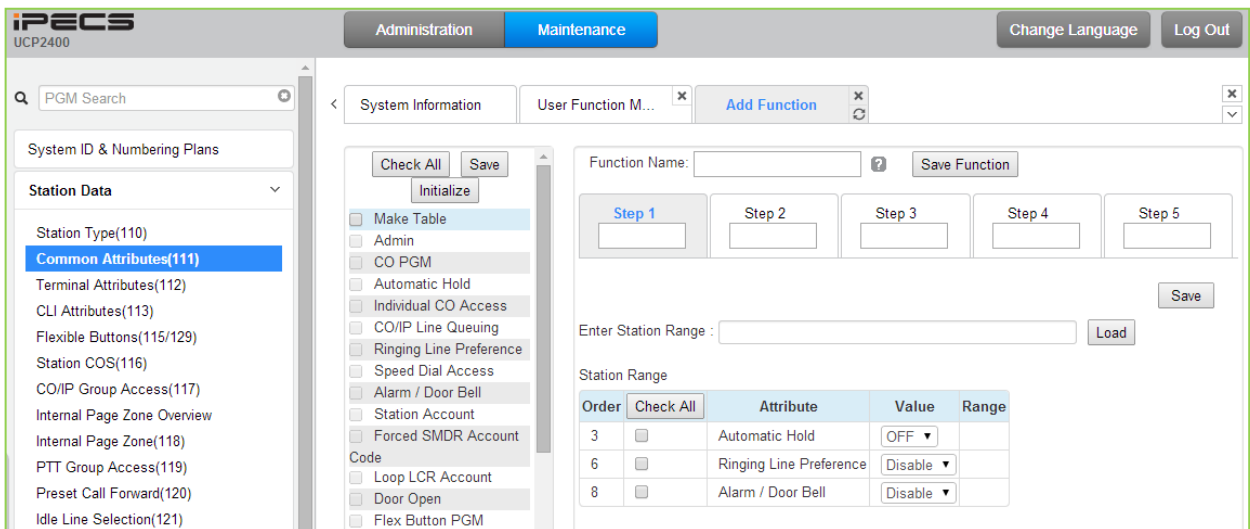 iPECS
UCP2400
Administration
Maintenance
Change Language
Log Out
PGM Search
System ID & Numbering Plans
Station Data
Station Type(110)
Common Attributes(111)
Terminal Attributes(112)
CLI Attributes(113)
Flexible Buttons(115/129)
Station COS(116)
CO/IP Group Access(117)
Internal Page Zone Overview
Internal Page Zone(118)
PTT Group Access(119)
Preset Call Forward(120)
Idle Line Selection(121)
System Information
User Function M...
Add Function
Check All Save
Initialize
Make Table
Admin
CO PGM
Automatic Hold
Individual CO Access
CO/IP Line Queuing
Ringing Line Preference
Speed Dial Access
Alarm / Door Bell
Station Account
Forced SMDR Account
Code
Loop LCR Account
Door Open
Flex Button PGM
Function Name: ? Save Function
Step 1 Step 2 Step 3 Step 4 Step 5
Save
Enter Station Range : Load
Station Range
Order Check All Attribute Value Range
3 Automatic Hold OFF
6 Ringing Line Preference Disable
8 Alarm / Door Bell Disable